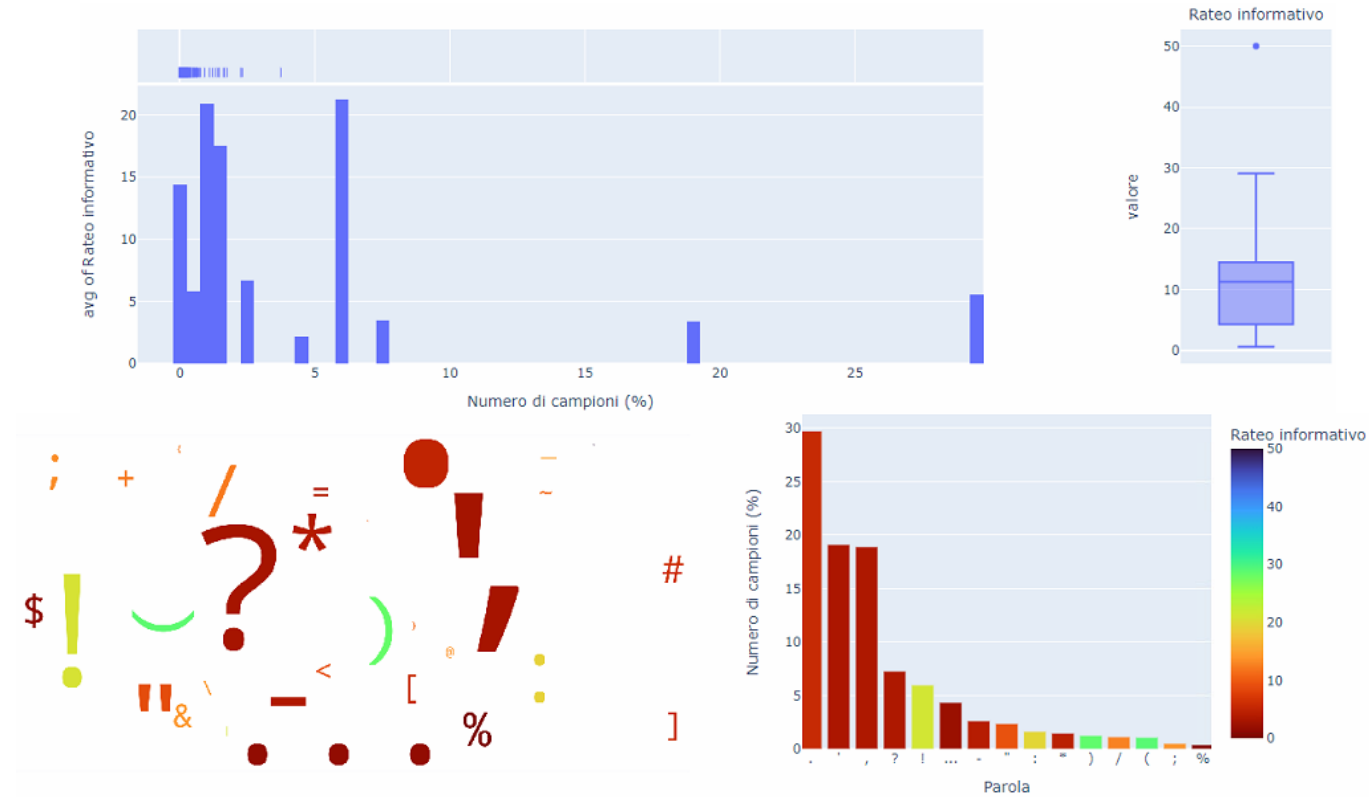 Rateo informativo
50
40
30
20
10
0
valore
20
15
10
5
0
avg of Rateo informativo
0 5 10 15 20 25
Numero di campioni (%)
; + / = _ ~
? * ' #
$ ! ( ) ,
@ :
" & \ - < [ ]
... %
30
25
20
15
10
5
0
Numero di campioni (%)
. ' , ? ! ... - " : * ) / ( ; %
Parola
Rateo informativo
50
40
30
20
10
0